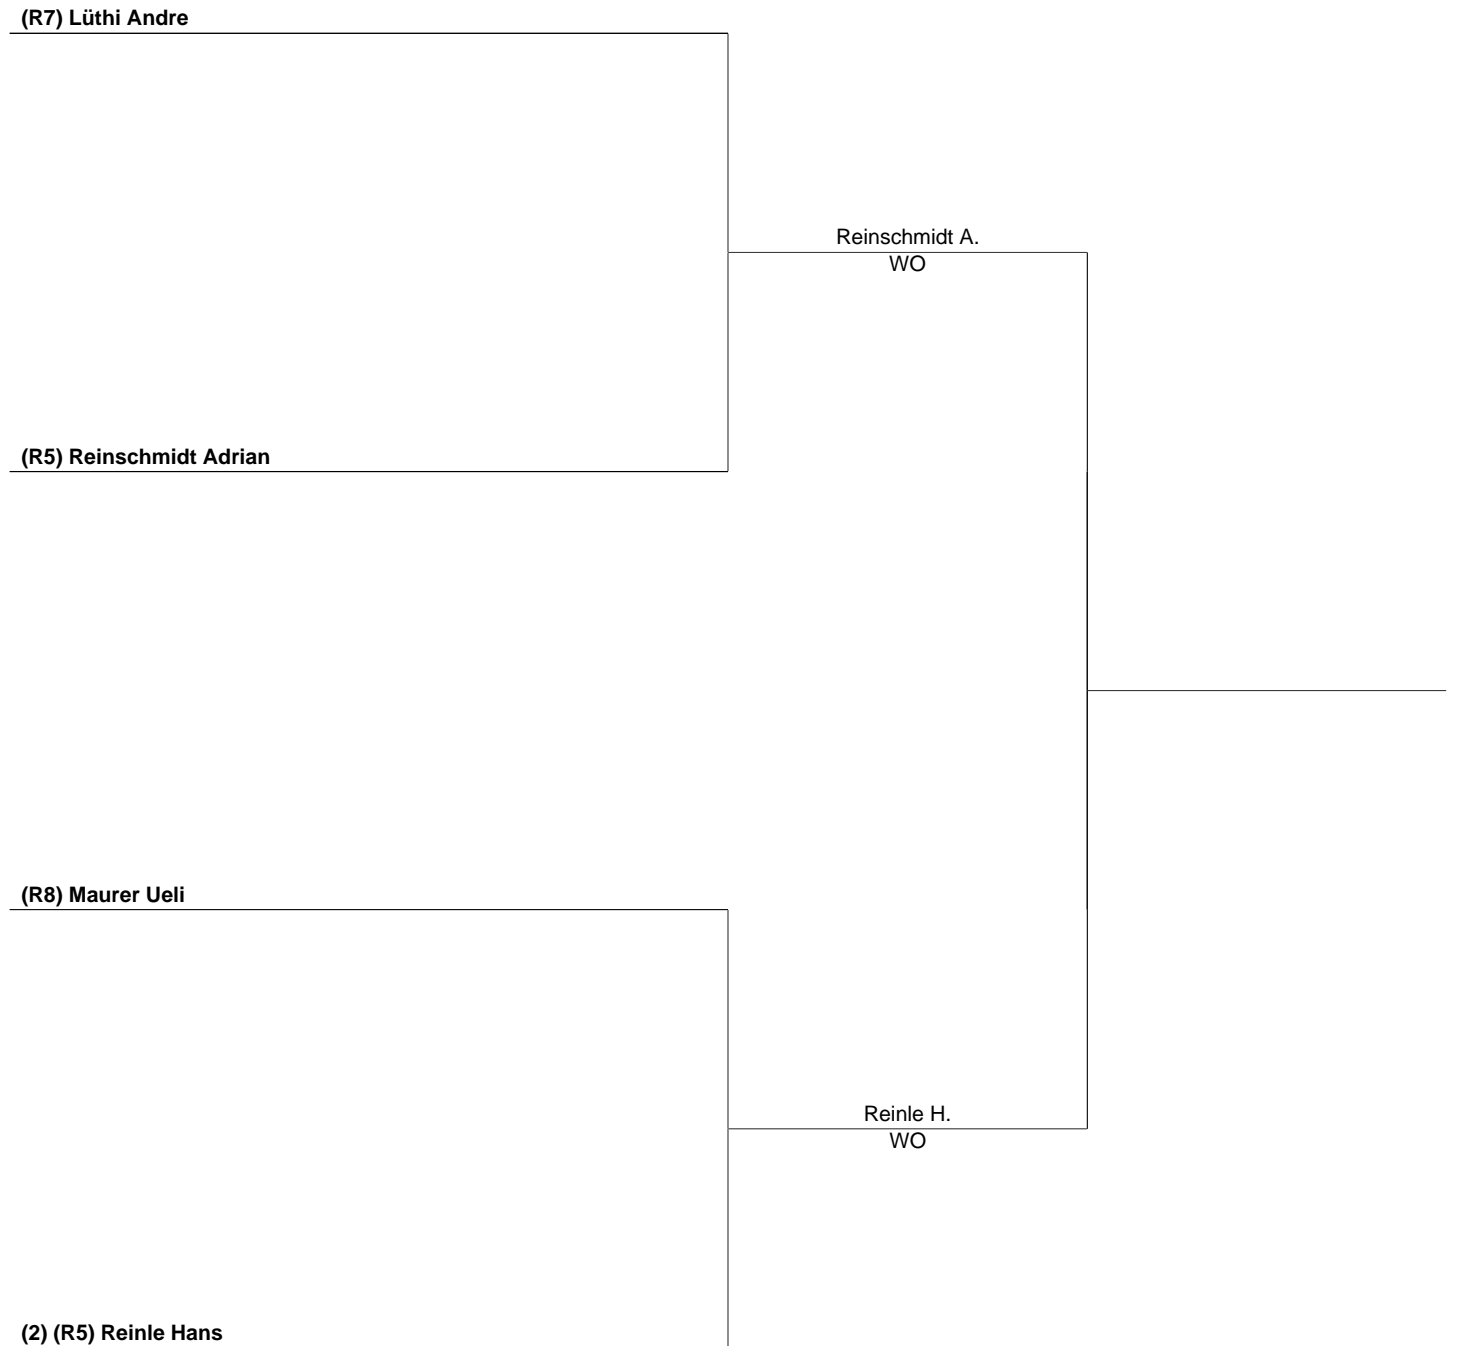 (R7) Lüthi Andre
Reinschmidt A.
WO
(R5) Reinschmidt Adrian
(R8) Maurer Ueli
Reinle H.
WO
(2) (R5) Reinle Hans